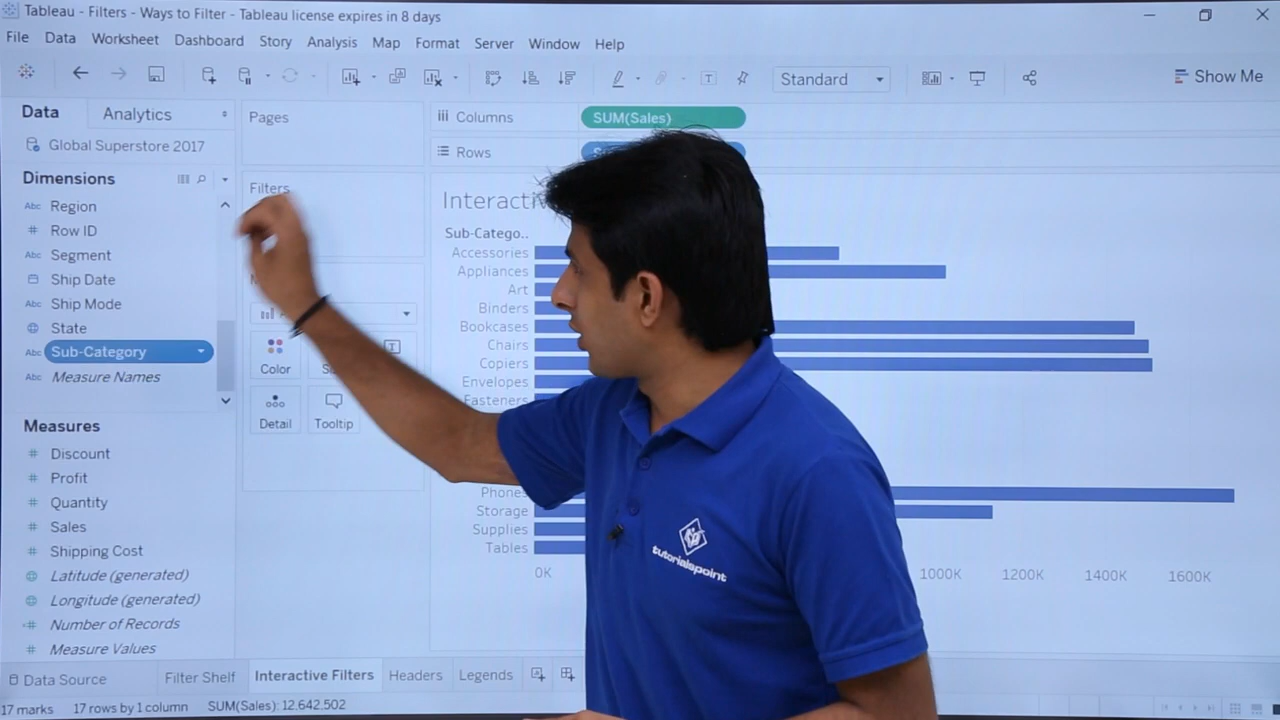 Tableau - Filters - Ways to Filter - Tableau license expires in 8 days
File Data Worksheet Dashboard Story Analysis Map Format Server Window Help
Standard
Show Me
Data Analytics
Global Superstore 2017
Dimensions
Abc Region
# Row ID
Abc Segment
Ship Date
Abc Ship Mode
State
Abc Sub-Category
Abc Measure Names
Measures
# Discount
# Profit
# Quantity
# Sales
# Shipping Cost
Latitude (generated)
Longitude (generated)
# Number of Records
# Measure Values
Pages
Filters
Color
Detail Tooltip
Columns SUM(Sales)
Rows
Sub-Catego..
Accessories
Appliances
Art
Binders
Bookcases
Chairs
Copiers
Envelopes
Fasteners
Phones
Storage
Supplies
Tables
0K 1000K 1200K 1400K 1600K
tutorialspoint
Data Source Filter Shelf Interactive Filters Headers Legends
17 marks 17 rows by 1 column SUM(Sales): 12,642,502